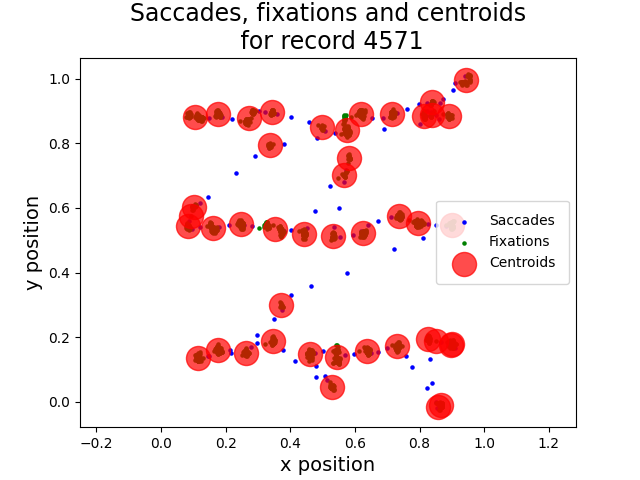 Saccades, fixations and centroids
for record 4571
1.0
0.8
0.6
0.4
0.2
0.0
y position
Saccades
Fixations
Centroids
−0.2
0.0
0.2
0.4
0.6
0.8
1.0
1.2
x position